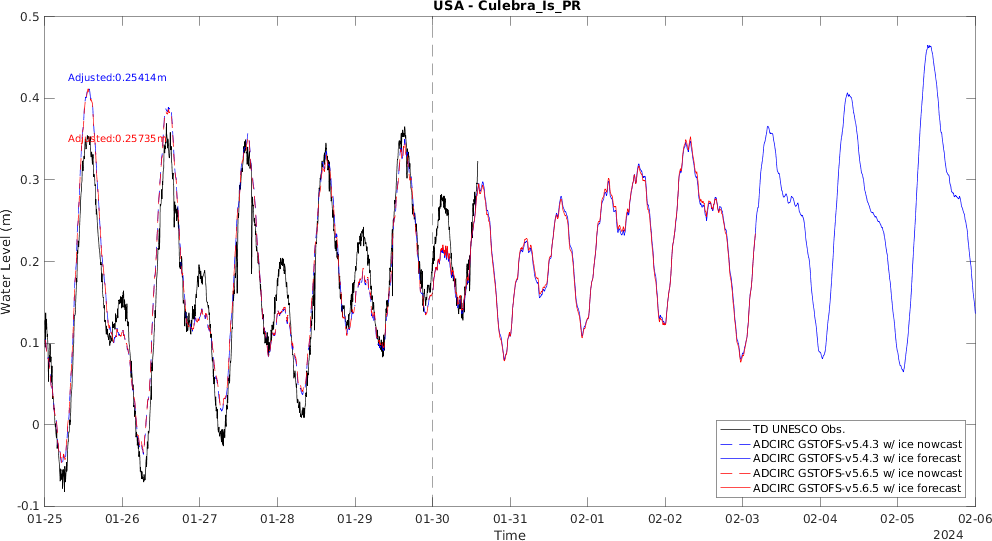 USA - Culebra_Is_PR
Adjusted:0.25414m
Adjusted:0.25735m
Water Level (m)
0.5
0.4
0.3
0.2
0.1
0
-0.1
01-25
01-26
01-27
01-28
01-29
01-30
01-31
02-01
02-02
02-03
02-04
02-05
02-06
2024
Time
TD UNESCO Obs.
ADCIRC GSTOFS-v5.4.3 w/ ice nowcast
ADCIRC GSTOFS-v5.4.3 w/ ice forecast
ADCIRC GSTOFS-v5.6.5 w/ ice nowcast
ADCIRC GSTOFS-v5.6.5 w/ ice forecast